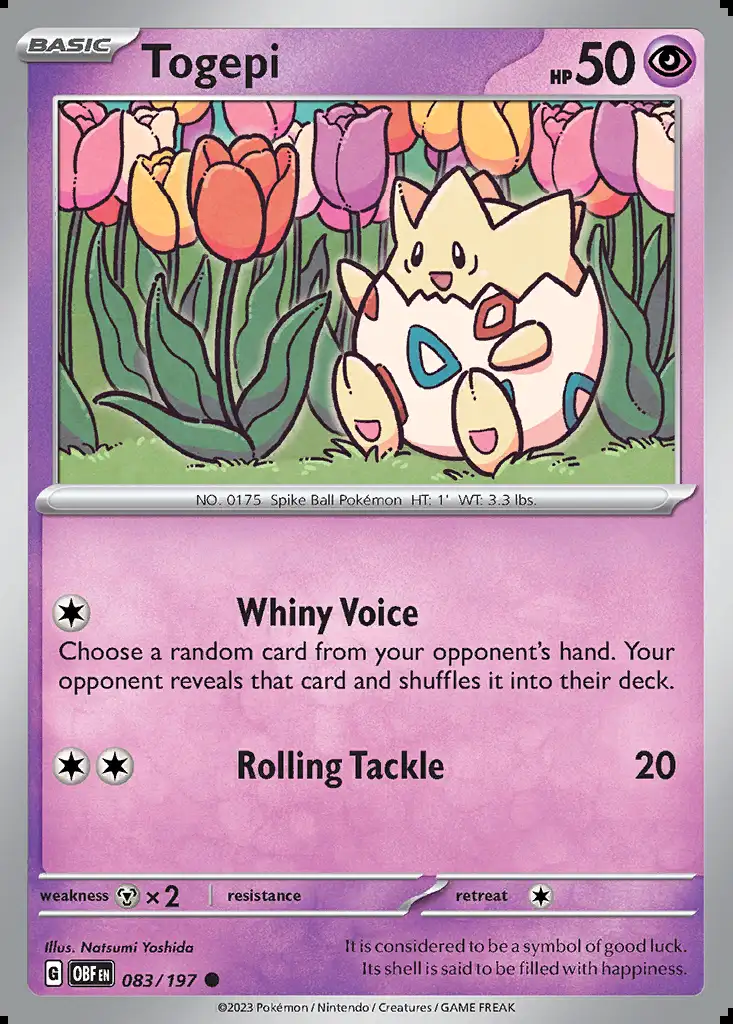 BASIC
Togepi
HP 50
NO. 0175 Spike Ball Pokémon HT: 1' WT: 3.3 lbs.
Whiny Voice
Choose a random card from your opponent's hand. Your
opponent reveals that card and shuffles it into their deck.
Rolling Tackle 20
weakness ×2 resistance retreat
Illus. Natsumi Yoshida
It is considered to be a symbol of good luck.
Its shell is said to be filled with happiness.
G OBF EN 083/197
©2023 Pokémon / Nintendo / Creatures / GAME FREAK